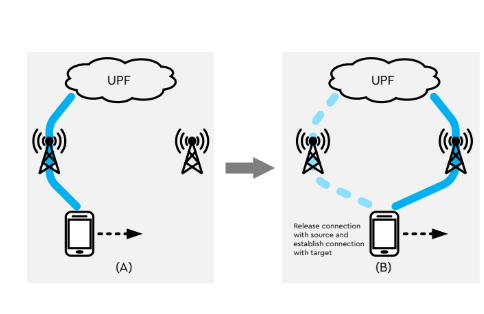 UPF
UPF
Release connection
with source and
establish connection
with target
(A)
(B)